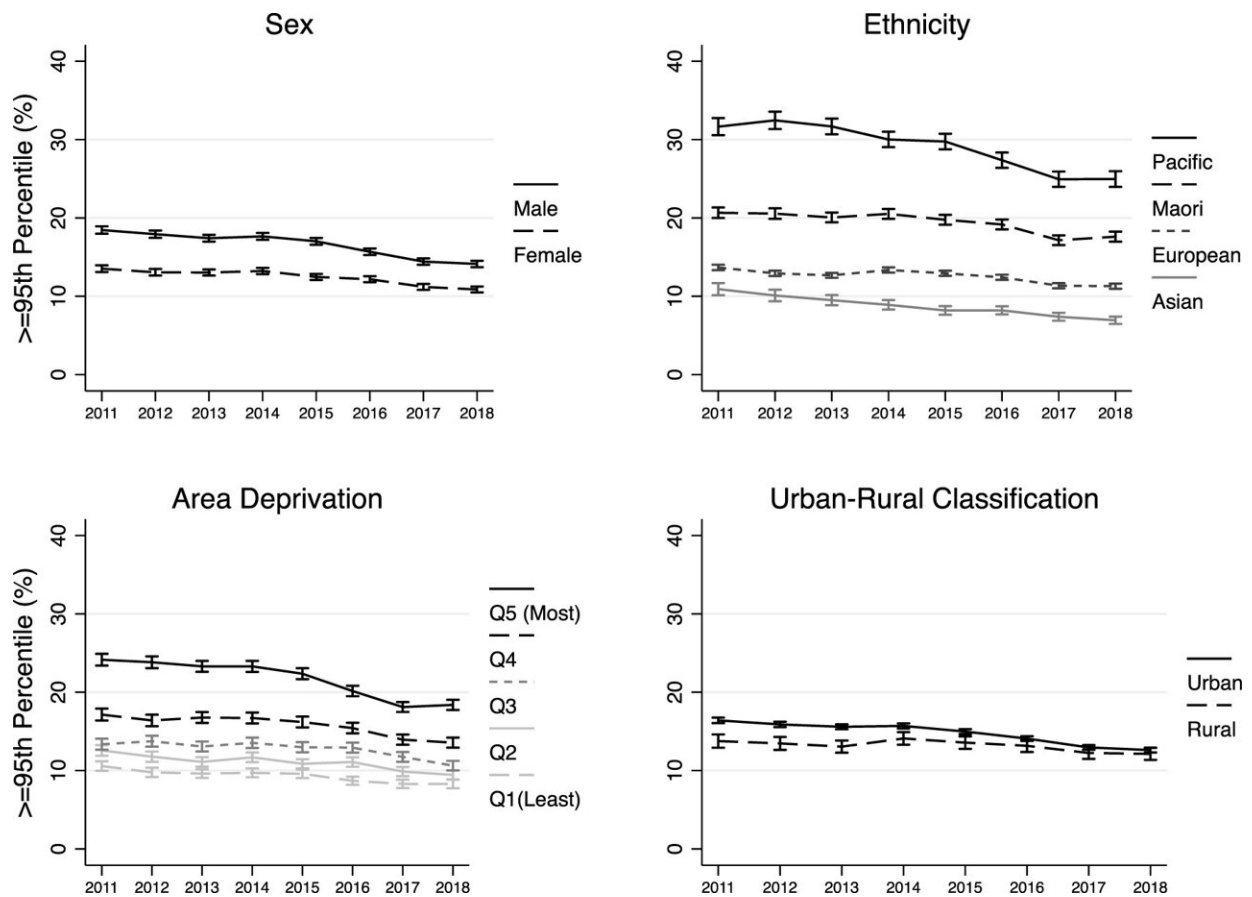 Sex
>=95th Percentile (%)
40
30
20
10
0
2011 2012 2013 2014 2015 2016 2017 2018
Male
Female
Ethnicity
40
30
20
10
0
2011 2012 2013 2014 2015 2016 2017 2018
Pacific
Maori
European
Asian
Area Deprivation
>=95th Percentile (%)
40
30
20
10
0
2011 2012 2013 2014 2015 2016 2017 2018
Q5 (Most)
Q4
Q3
Q2
Q1(Least)
Urban-Rural Classification
40
30
20
10
0
2011 2012 2013 2014 2015 2016 2017 2018
Urban
Rural